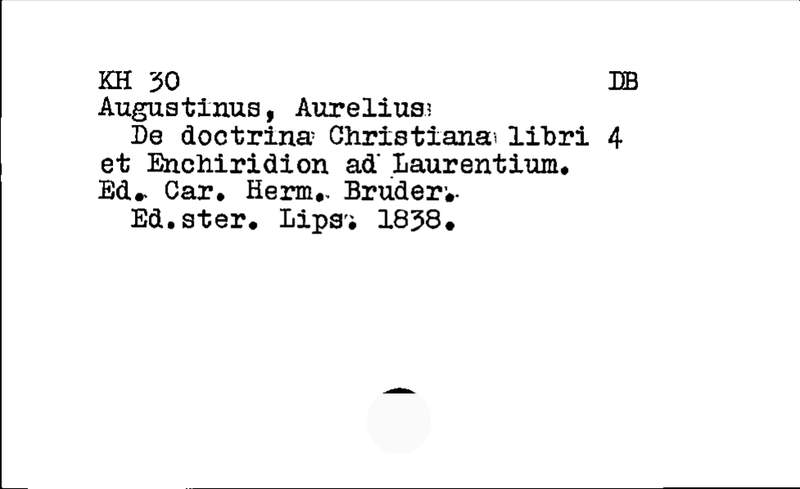 KH 30 DB
Augustinus, Aurelius
De doctrina Christiana libri 4
et Enchiridion ad Laurentium.
Ed. Car. Herm. Bruder.
Ed.ster. Lips. 1838.